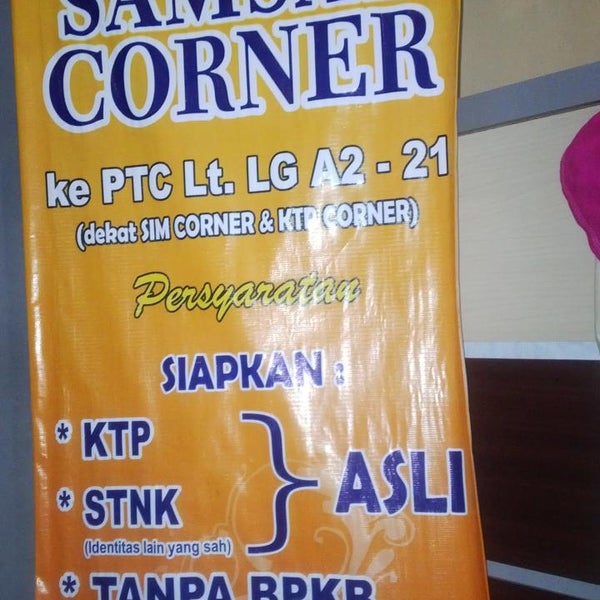 CORNER
ke PTC Lt. LG A2 - 21
(dekat SIM CORNER & KTP CORNER)
Persyaratan
SIAPKAN :
* KTP
* STNK
(Identitas lain yang sah)
ASLI
* TANPA BPKB